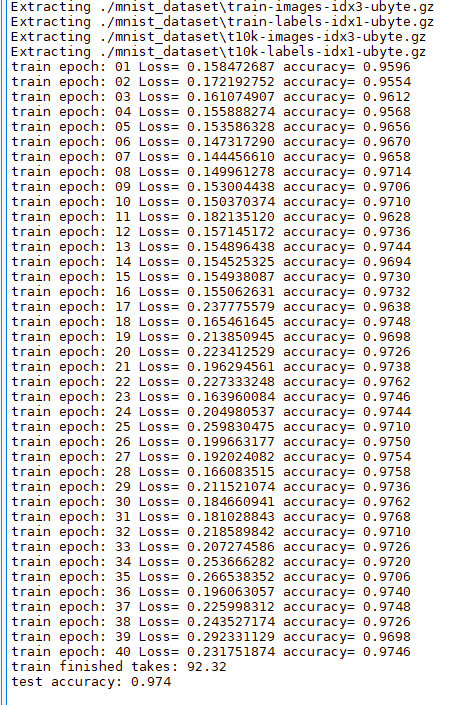 Extracting ./mnist_dataset\train-images-idx3-ubyte.gz
Extracting ./mnist_dataset\train-labels-idx1-ubyte.gz
Extracting ./mnist_dataset\t10k-images-idx3-ubyte.gz
Extracting ./mnist_dataset\t10k-labels-idx1-ubyte.gz
train epoch: 01 Loss= 0.158472687 accuracy= 0.9596
train epoch: 02 Loss= 0.172192752 accuracy= 0.9554
train epoch: 03 Loss= 0.161074907 accuracy= 0.9612
train epoch: 04 Loss= 0.155888274 accuracy= 0.9568
train epoch: 05 Loss= 0.153586328 accuracy= 0.9656
train epoch: 06 Loss= 0.147317290 accuracy= 0.9670
train epoch: 07 Loss= 0.144456610 accuracy= 0.9658
train epoch: 08 Loss= 0.149961278 accuracy= 0.9714
train epoch: 09 Loss= 0.153004438 accuracy= 0.9706
train epoch: 10 Loss= 0.150370374 accuracy= 0.9710
train epoch: 11 Loss= 0.182135120 accuracy= 0.9628
train epoch: 12 Loss= 0.157145172 accuracy= 0.9736
train epoch: 13 Loss= 0.154896438 accuracy= 0.9744
train epoch: 14 Loss= 0.154525325 accuracy= 0.9694
train epoch: 15 Loss= 0.154938087 accuracy= 0.9730
train epoch: 16 Loss= 0.155062631 accuracy= 0.9732
train epoch: 17 Loss= 0.237775579 accuracy= 0.9638
train epoch: 18 Loss= 0.165461645 accuracy= 0.9748
train epoch: 19 Loss= 0.213850945 accuracy= 0.9698
train epoch: 20 Loss= 0.223412529 accuracy= 0.9726
train epoch: 21 Loss= 0.196294561 accuracy= 0.9738
train epoch: 22 Loss= 0.227333248 accuracy= 0.9762
train epoch: 23 Loss= 0.163960084 accuracy= 0.9746
train epoch: 24 Loss= 0.204980537 accuracy= 0.9744
train epoch: 25 Loss= 0.259830475 accuracy= 0.9710
train epoch: 26 Loss= 0.199663177 accuracy= 0.9750
train epoch: 27 Loss= 0.192024082 accuracy= 0.9754
train epoch: 28 Loss= 0.166083515 accuracy= 0.9758
train epoch: 29 Loss= 0.211521074 accuracy= 0.9736
train epoch: 30 Loss= 0.184660941 accuracy= 0.9762
train epoch: 31 Loss= 0.181028843 accuracy= 0.9768
train epoch: 32 Loss= 0.218589842 accuracy= 0.9710
train epoch: 33 Loss= 0.207274586 accuracy= 0.9726
train epoch: 34 Loss= 0.253666282 accuracy= 0.9720
train epoch: 35 Loss= 0.266538352 accuracy= 0.9706
train epoch: 36 Loss= 0.196063057 accuracy= 0.9740
train epoch: 37 Loss= 0.225998312 accuracy= 0.9748
train epoch: 38 Loss= 0.243527174 accuracy= 0.9726
train epoch: 39 Loss= 0.292331129 accuracy= 0.9698
train epoch: 40 Loss= 0.231751874 accuracy= 0.9746
train finished takes: 92.32
test accuracy: 0.974